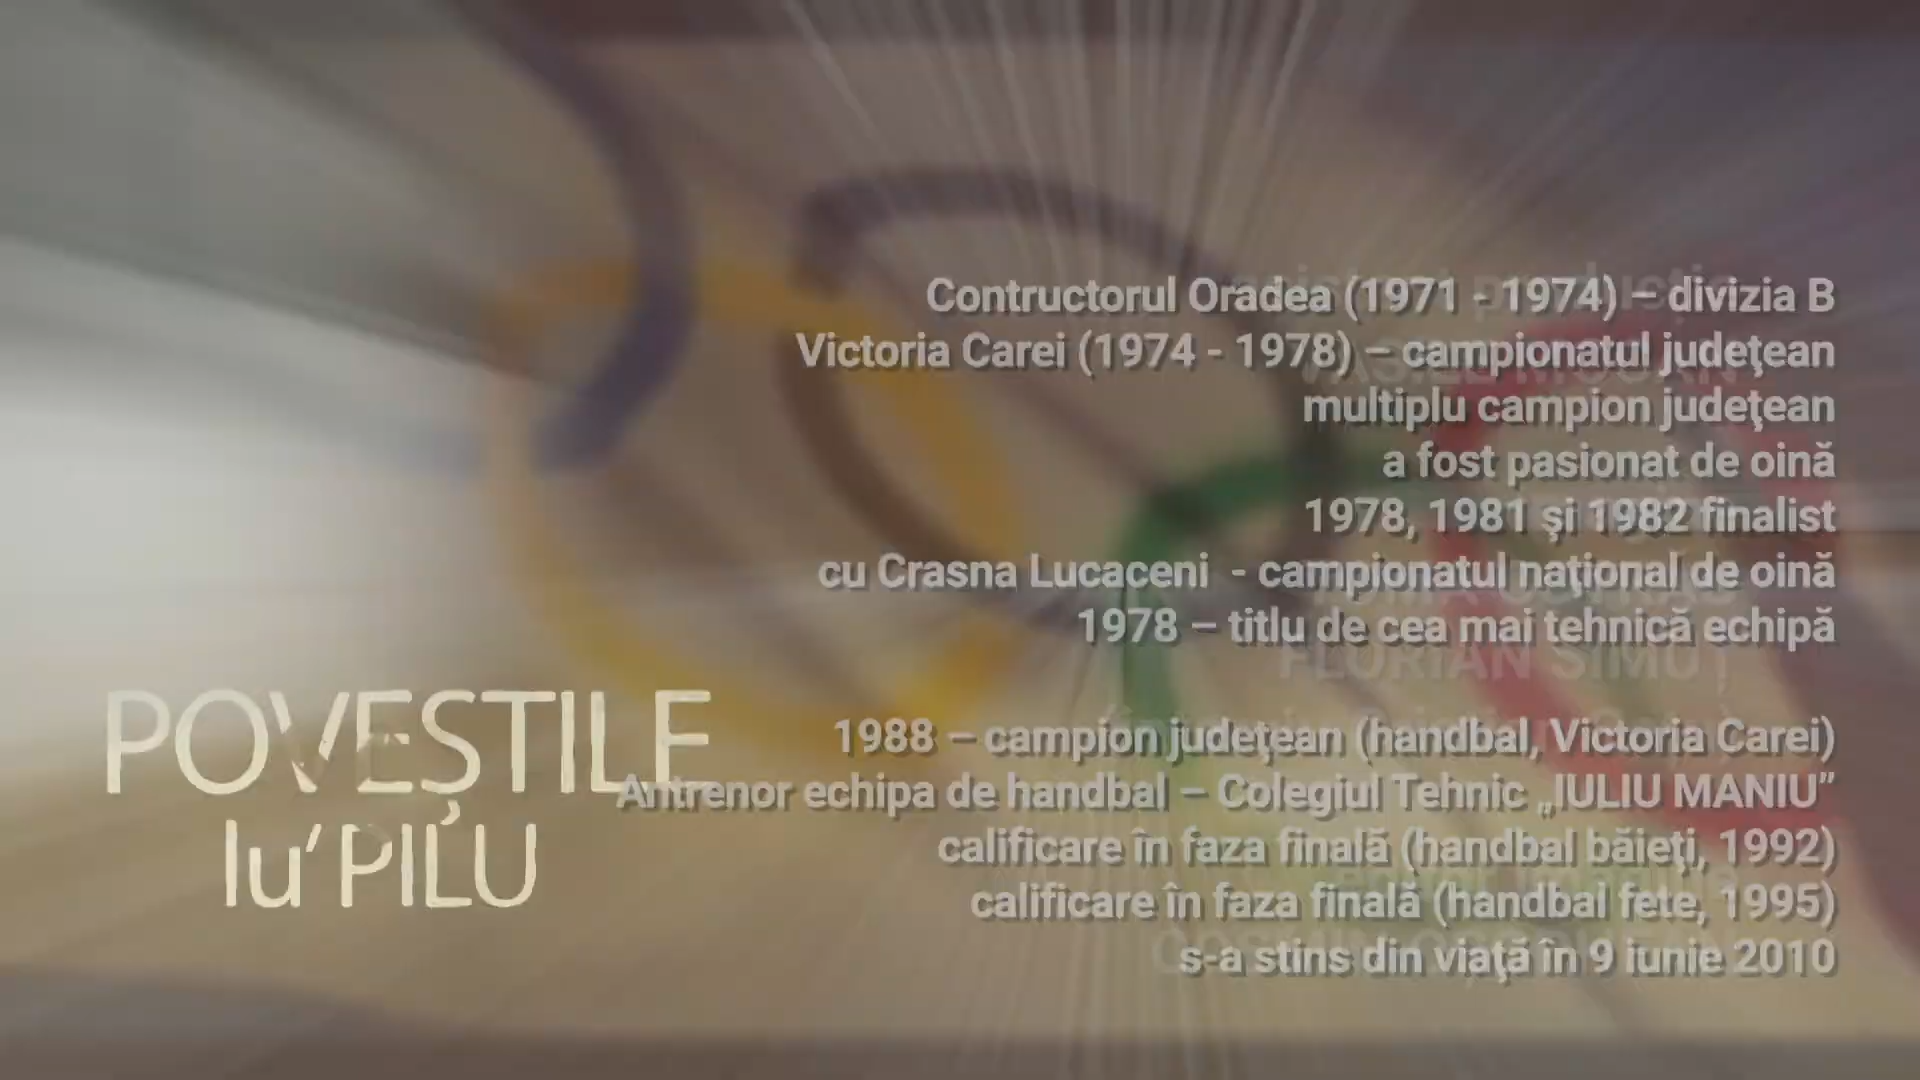 Contructorul Oradea (1971 - 1974) – divizia B
Victoria Carei (1974 - 1978) – campionatul judeţean
multiplu campion judeţean
a fost pasionat de oină
1978, 1981 şi 1982 finalist
cu Crasna Lucaceni - campionatul naţional de oină
1978 – titlu de cea mai tehnică echipă
FLORIAN SIMUȚ
POVEȘTILE
lu’ PILU
1988 – campion judeţean (handbal, Victoria Carei)
Antrenor echipa de handbal – Colegiul Tehnic „IULIU MANIU”
calificare în faza finală (handbal băieţi, 1992)
calificare în faza finală (handbal fete, 1995)
s-a stins din viaţă în 9 iunie 2010